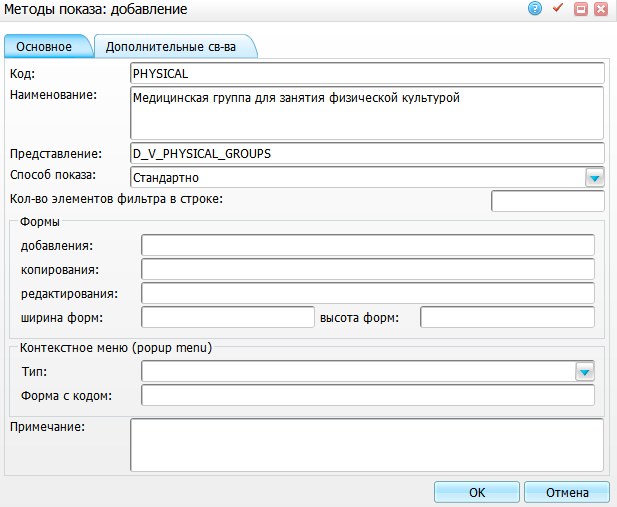 Методы показа: добавление
Основное
Дополнительные св-ва
Код: PHYSICAL
Наименование: Медицинская группа для занятия физической культурой
Представление: D_V_PHYSICAL_GROUPS
Способ показа: Стандартно
Кол-во элементов фильтра в строке:
Формы
добавления:
копирования:
редактирования:
ширина форм: высота форм:
Контекстное меню (popup menu)
Тип:
Форма с кодом:
Примечание:
OK Отмена